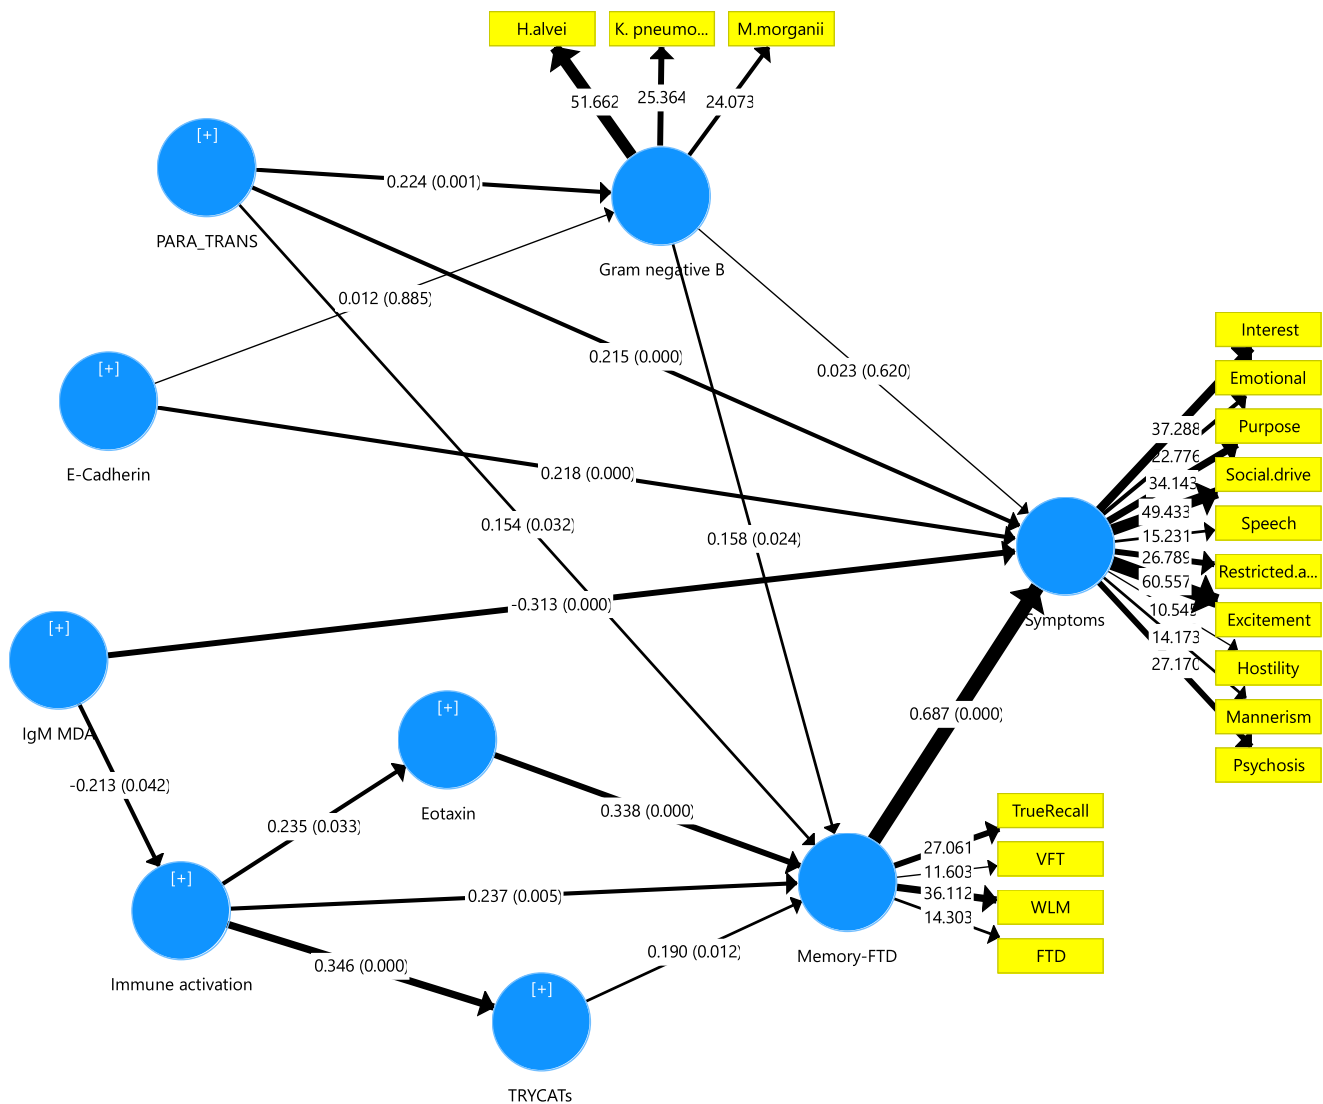 H.alvei
K. pneumo...
M.morganii
51.662
25.364
24.073
[+]
PARA_TRANS
0.224 (0.001)
Gram negative B
0.012 (0.885)
[+]
E-Cadherin
0.215 (0.000)
0.023 (0.620)
0.218 (0.000)
0.154 (0.032)
0.158 (0.024)
-0.313 (0.000)
[+]
IgM MDA
-0.213 (0.042)
Interest
Emotional
Purpose
Social.drive
Speech
Restricted.a...
Excitement
Hostility
Mannerism
Psychosis
37.288
22.776
34.143
49.433
15.231
26.789
60.557
10.545
14.173
27.170
Symptoms
0.687 (0.000)
[+]
Eotaxin
0.235 (0.033)
0.338 (0.000)
[+]
Immune activation
0.237 (0.005)
0.346 (0.000)
0.190 (0.012)
[+]
TRYCATs
Memory-FTD
27.061
11.603
36.112
14.303
TrueRecall
VFT
WLM
FTD